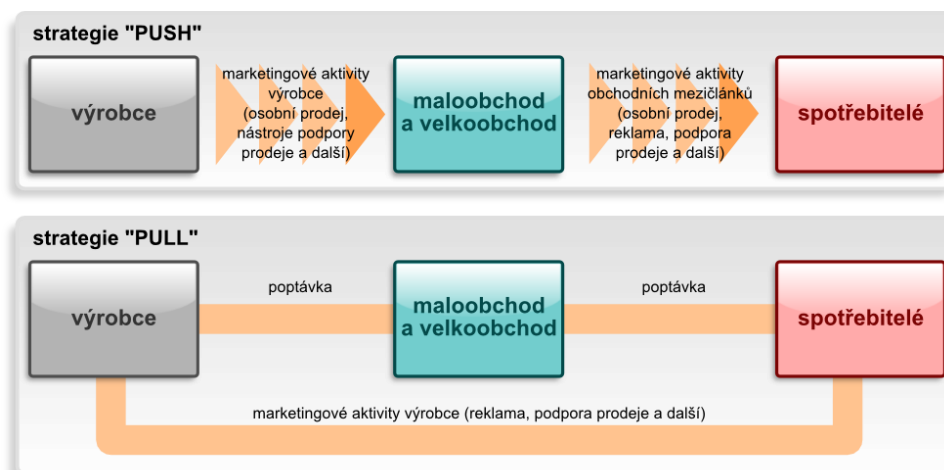 strategie "PUSH"
výrobce
marketingové aktivity
výrobce
(osobní prodej,
nástroje podpory
prodeje a další)
maloobchod
a velkoobchod
marketingové aktivity
obchodních mezičlánků
(osobní prodej,
reklama, podpora
prodeje a další)
spotřebitelé
strategie "PULL"
výrobce
poptávka
maloobchod
a velkoobchod
poptávka
spotřebitelé
marketingové aktivity výrobce (reklama, podpora prodeje a další)